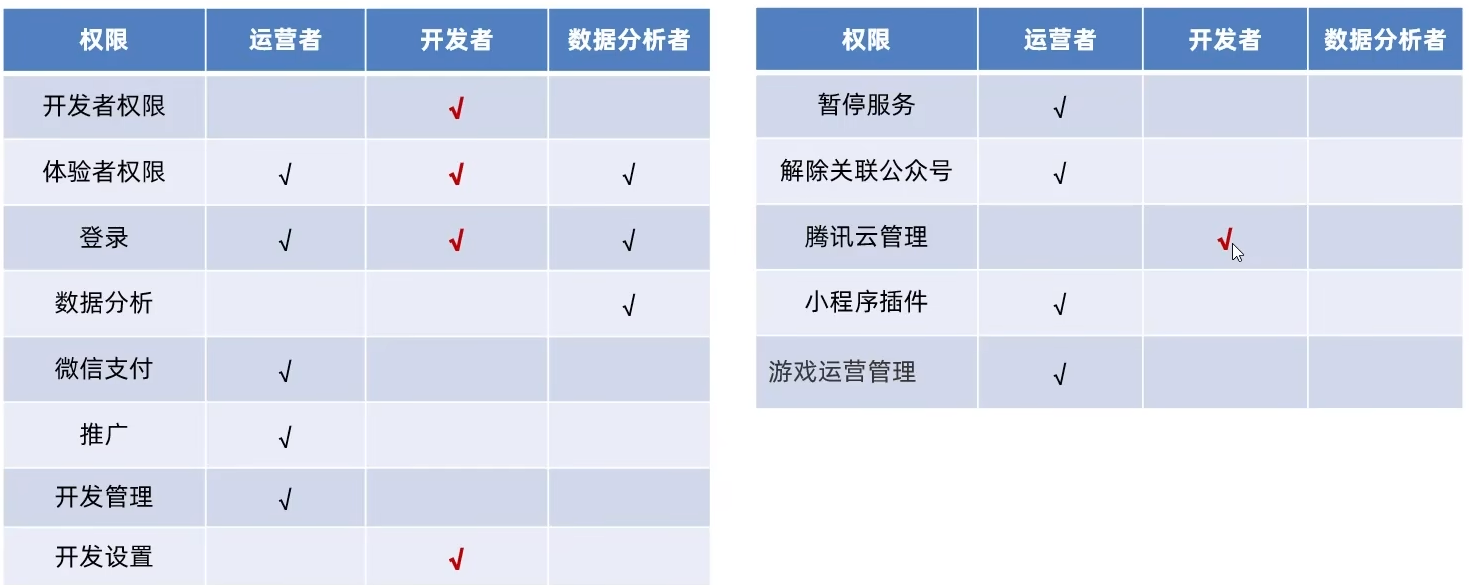 权限 运营者 开发者 数据分析者
开发者权限 √
体验者权限 √ √ √
登录 √ √ √
数据分析 √
微信支付 √
推广 √
开发管理 √
开发设置 √
权限 运营者 开发者 数据分析者
暂停服务 √
解除关联公众号 √
腾讯云管理 √
小程序插件 √
游戏运营管理 √